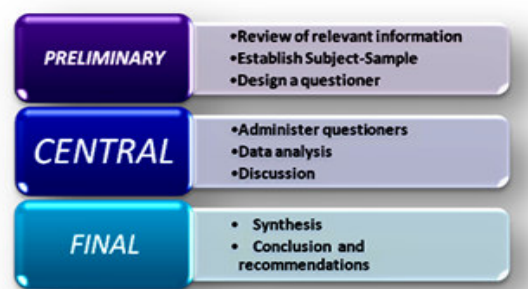 PRELIMINARY
•Review of relevant information
•Establish Subject-Sample
•Design a questioner
CENTRAL
•Administer questioners
•Data analysis
•Discussion
FINAL
• Synthesis
• Conclusion and
recommendations